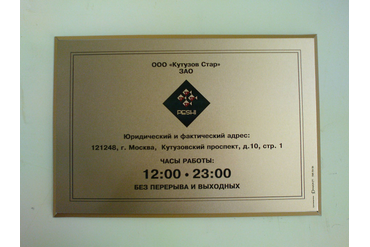 ООО «Кутузов Стар»
ЗАО
PESHI
Юридический и фактический адрес:
121248, г. Москва, Кутузовский проспект, д.10, стр. 1
ЧАСЫ РАБОТЫ:
12:00 • 23:00
БЕЗ ПЕРЕРЫВА И ВЫХОДНЫХ